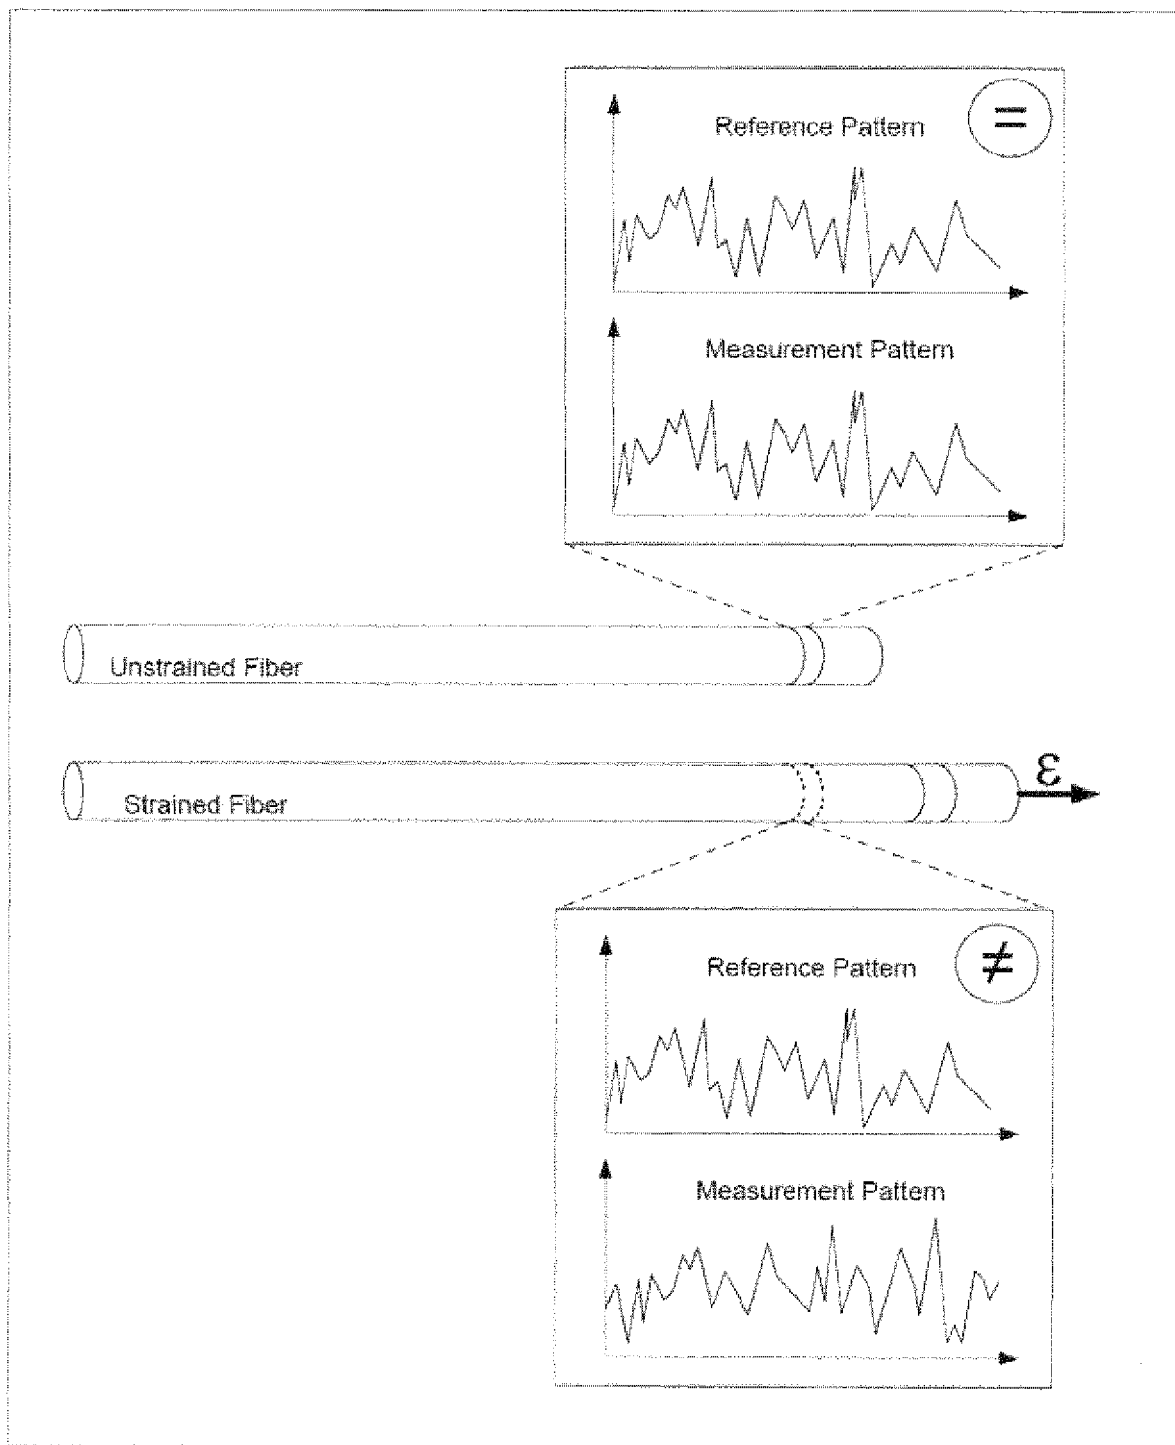 =
Reference Pattern
Measurement Pattern
Unstrained Fiber
ε
Strained Fiber
≠
Reference Pattern
Measurement Pattern